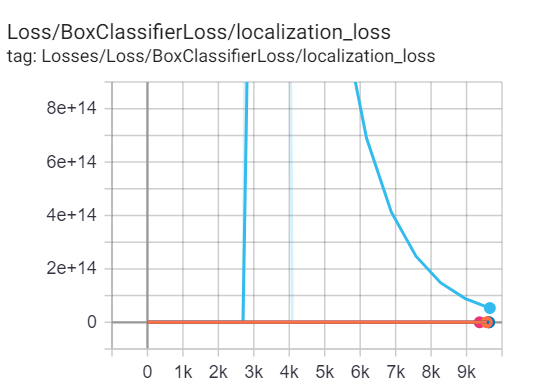 Loss/BoxClassifierLoss/localization_loss
tag: Losses/Loss/BoxClassifierLoss/localization_loss
8e+14
6e+14
4e+14
2e+14
0
0 1k 2k 3k 4k 5k 6k 7k 8k 9k